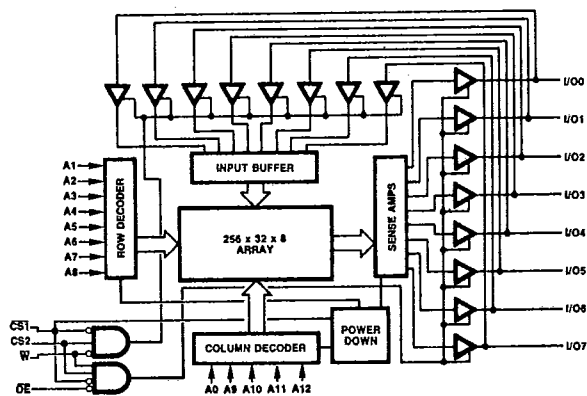 I/O0
I/O1
I/O2
I/O3
I/O4
I/O5
I/O6
I/O7
INPUT BUFFER
A1
A2
A3
A4
A5
A6
A7
A8
ROW DECODER
256 x 32 x 8
ARRAY
SENSE AMPS
CS1
CS2
W
OE
COLUMN DECODER
POWER
DOWN
A0 A9 A10 A11 A12